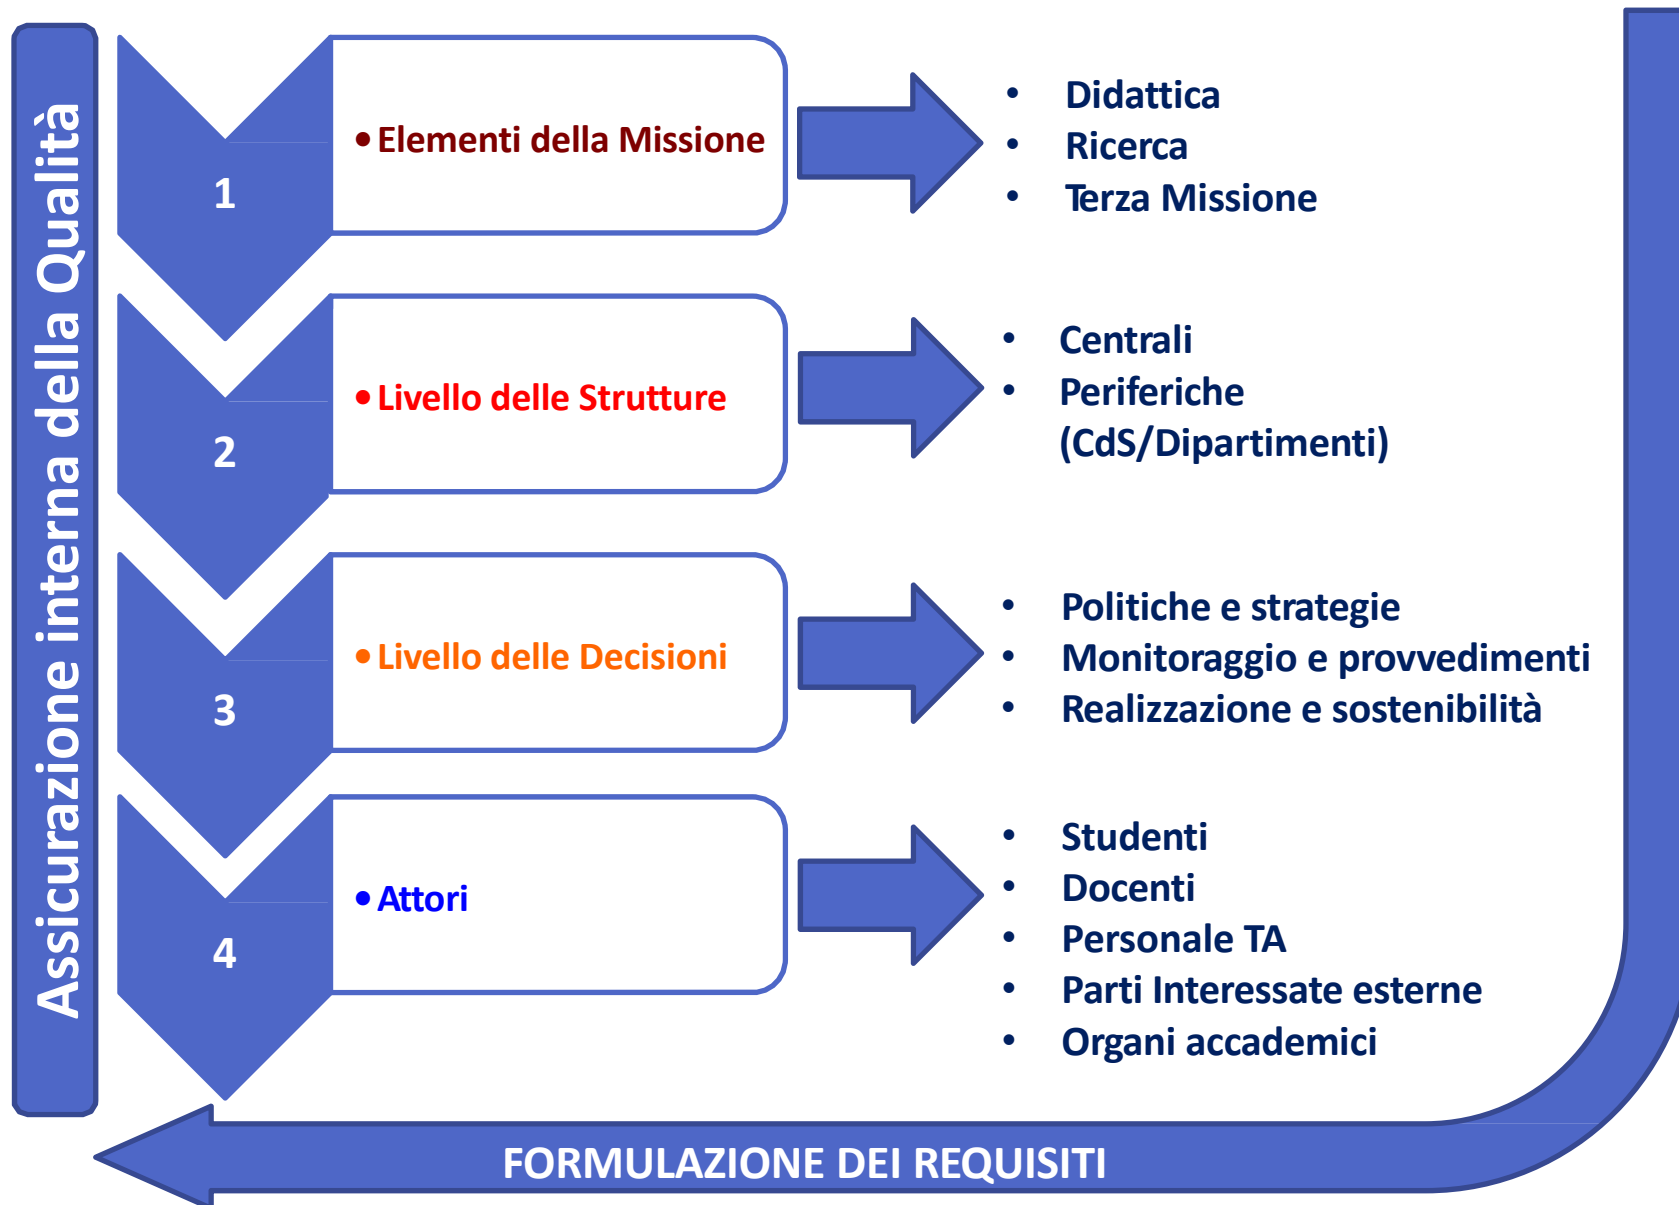 Assicurazione interna della Qualità
1
• Elementi della Missione
• Didattica
• Ricerca
• Terza Missione
2
• Livello delle Strutture
• Centrali
• Periferiche
(CdS/Dipartimenti)
3
• Livello delle Decisioni
• Politiche e strategie
• Monitoraggio e provvedimenti
• Realizzazione e sostenibilità
4
• Attori
• Studenti
• Docenti
• Personale TA
• Parti Interessate esterne
• Organi accademici
FORMULAZIONE DEI REQUISITI